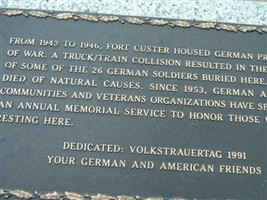 FROM 1943 TO 1946, FORT CUSTER HOUSED GERMAN PR
OF WAR. A TRUCK/TRAIN COLLISION RESULTED IN THE
OF SOME OF THE 26 GERMAN SOLDIERS BURIED HERE.
DIED OF NATURAL CAUSES. SINCE 1953, GERMAN A
COMMUNITIES AND VETERANS ORGANIZATIONS HAVE SP
AN ANNUAL MEMORIAL SERVICE TO HONOR THOSE W
RESTING HERE.
DEDICATED: VOLKSTRAUERTAG 1991
YOUR GERMAN AND AMERICAN FRIENDS